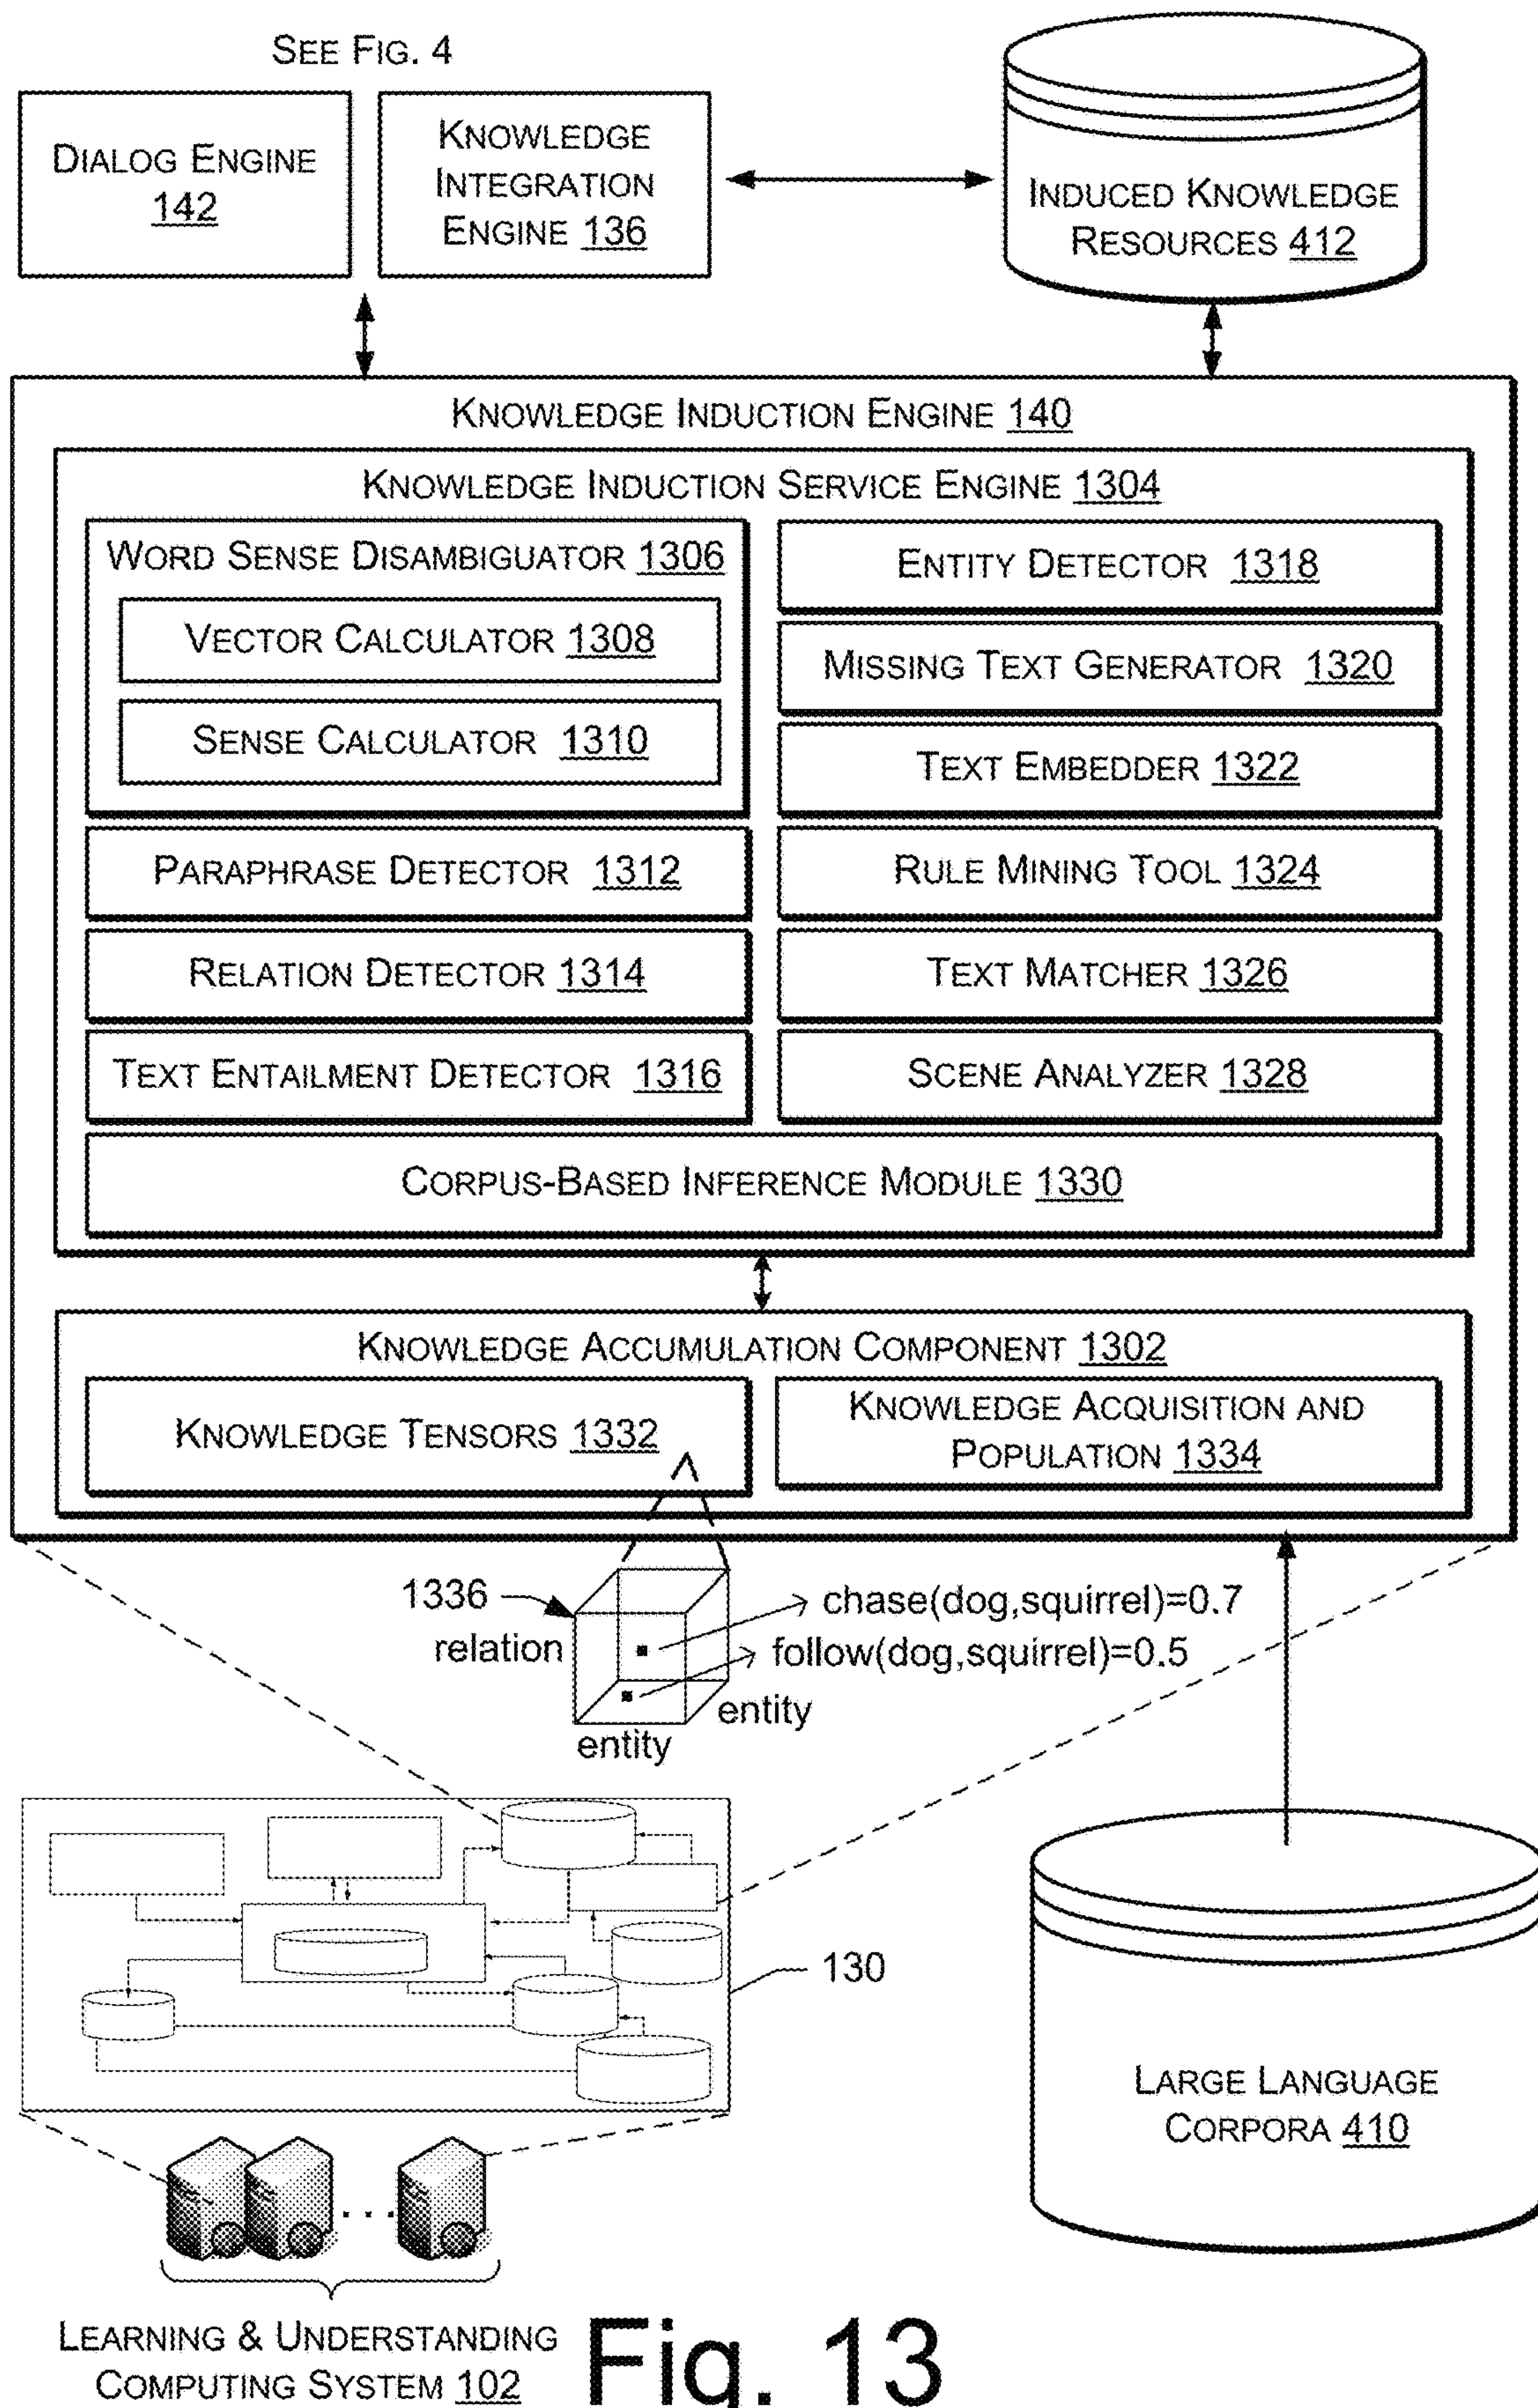 SEE FIG. 4
DIALOG ENGINE
142
KNOWLEDGE
INTEGRATION
ENGINE 136
INDUCED KNOWLEDGE
RESOURCES 412
KNOWLEDGE INDUCTION ENGINE 140
KNOWLEDGE INDUCTION SERVICE ENGINE 1304
WORD SENSE DISAMBIGUATOR 1306
VECTOR CALCULATOR 1308
SENSE CALCULATOR 1310
PARAPHRASE DETECTOR 1312
RELATION DETECTOR 1314
TEXT ENTAILMENT DETECTOR 1316
ENTITY DETECTOR 1318
MISSING TEXT GENERATOR 1320
TEXT EMBEDDER 1322
RULE MINING TOOL 1324
TEXT MATCHER 1326
SCENE ANALYZER 1328
CORPUS-BASED INFERENCE MODULE 1330
KNOWLEDGE ACCUMULATION COMPONENT 1302
KNOWLEDGE TENSORS 1332
KNOWLEDGE ACQUISITION AND
POPULATION 1334
1336
relation
chase(dog,squirrel)=0.7
follow(dog,squirrel)=0.5
entity
entity
130
LARGE LANGUAGE
CORPORA 410
. . .
LEARNING & UNDERSTANDING
COMPUTING SYSTEM 102
Fig. 13